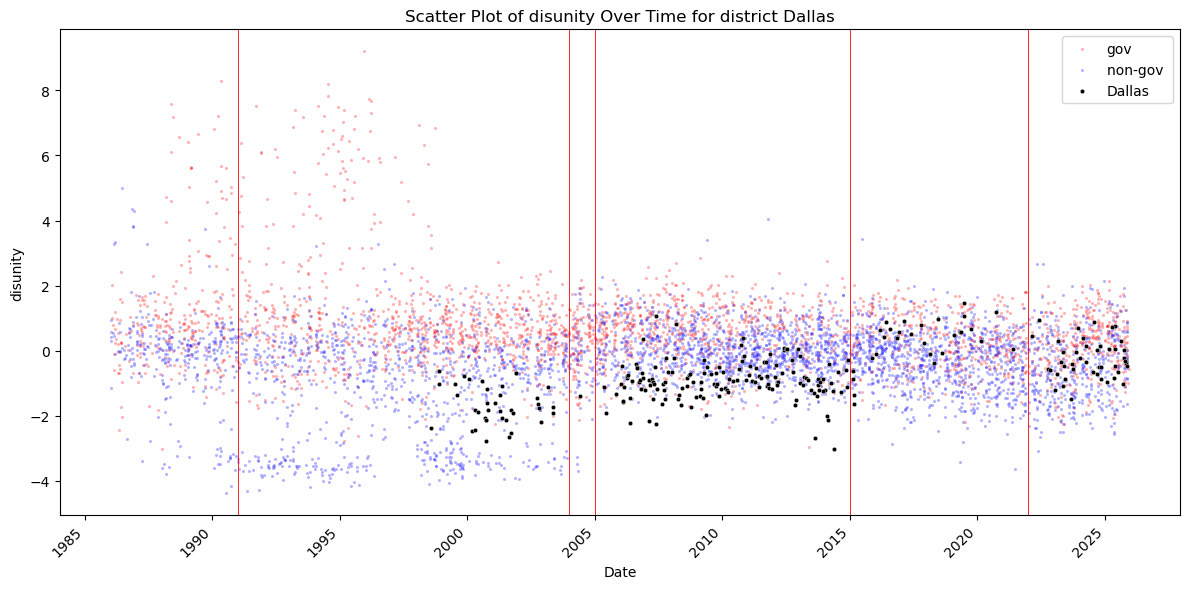 Scatter Plot of disunity Over Time for district Dallas
gov
non-gov
Dallas
disunity
8
6
4
2
0
−2
−4
1985
1990
1995
2000
2005
2010
2015
2020
2025
Date